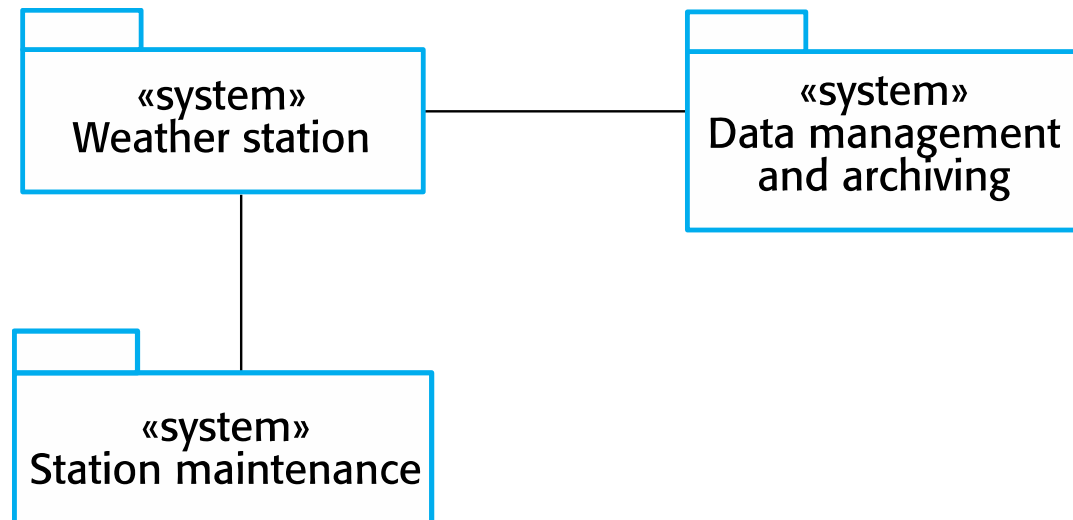 «system»
Weather station
«system»
Data management
and archiving
«system»
Station maintenance